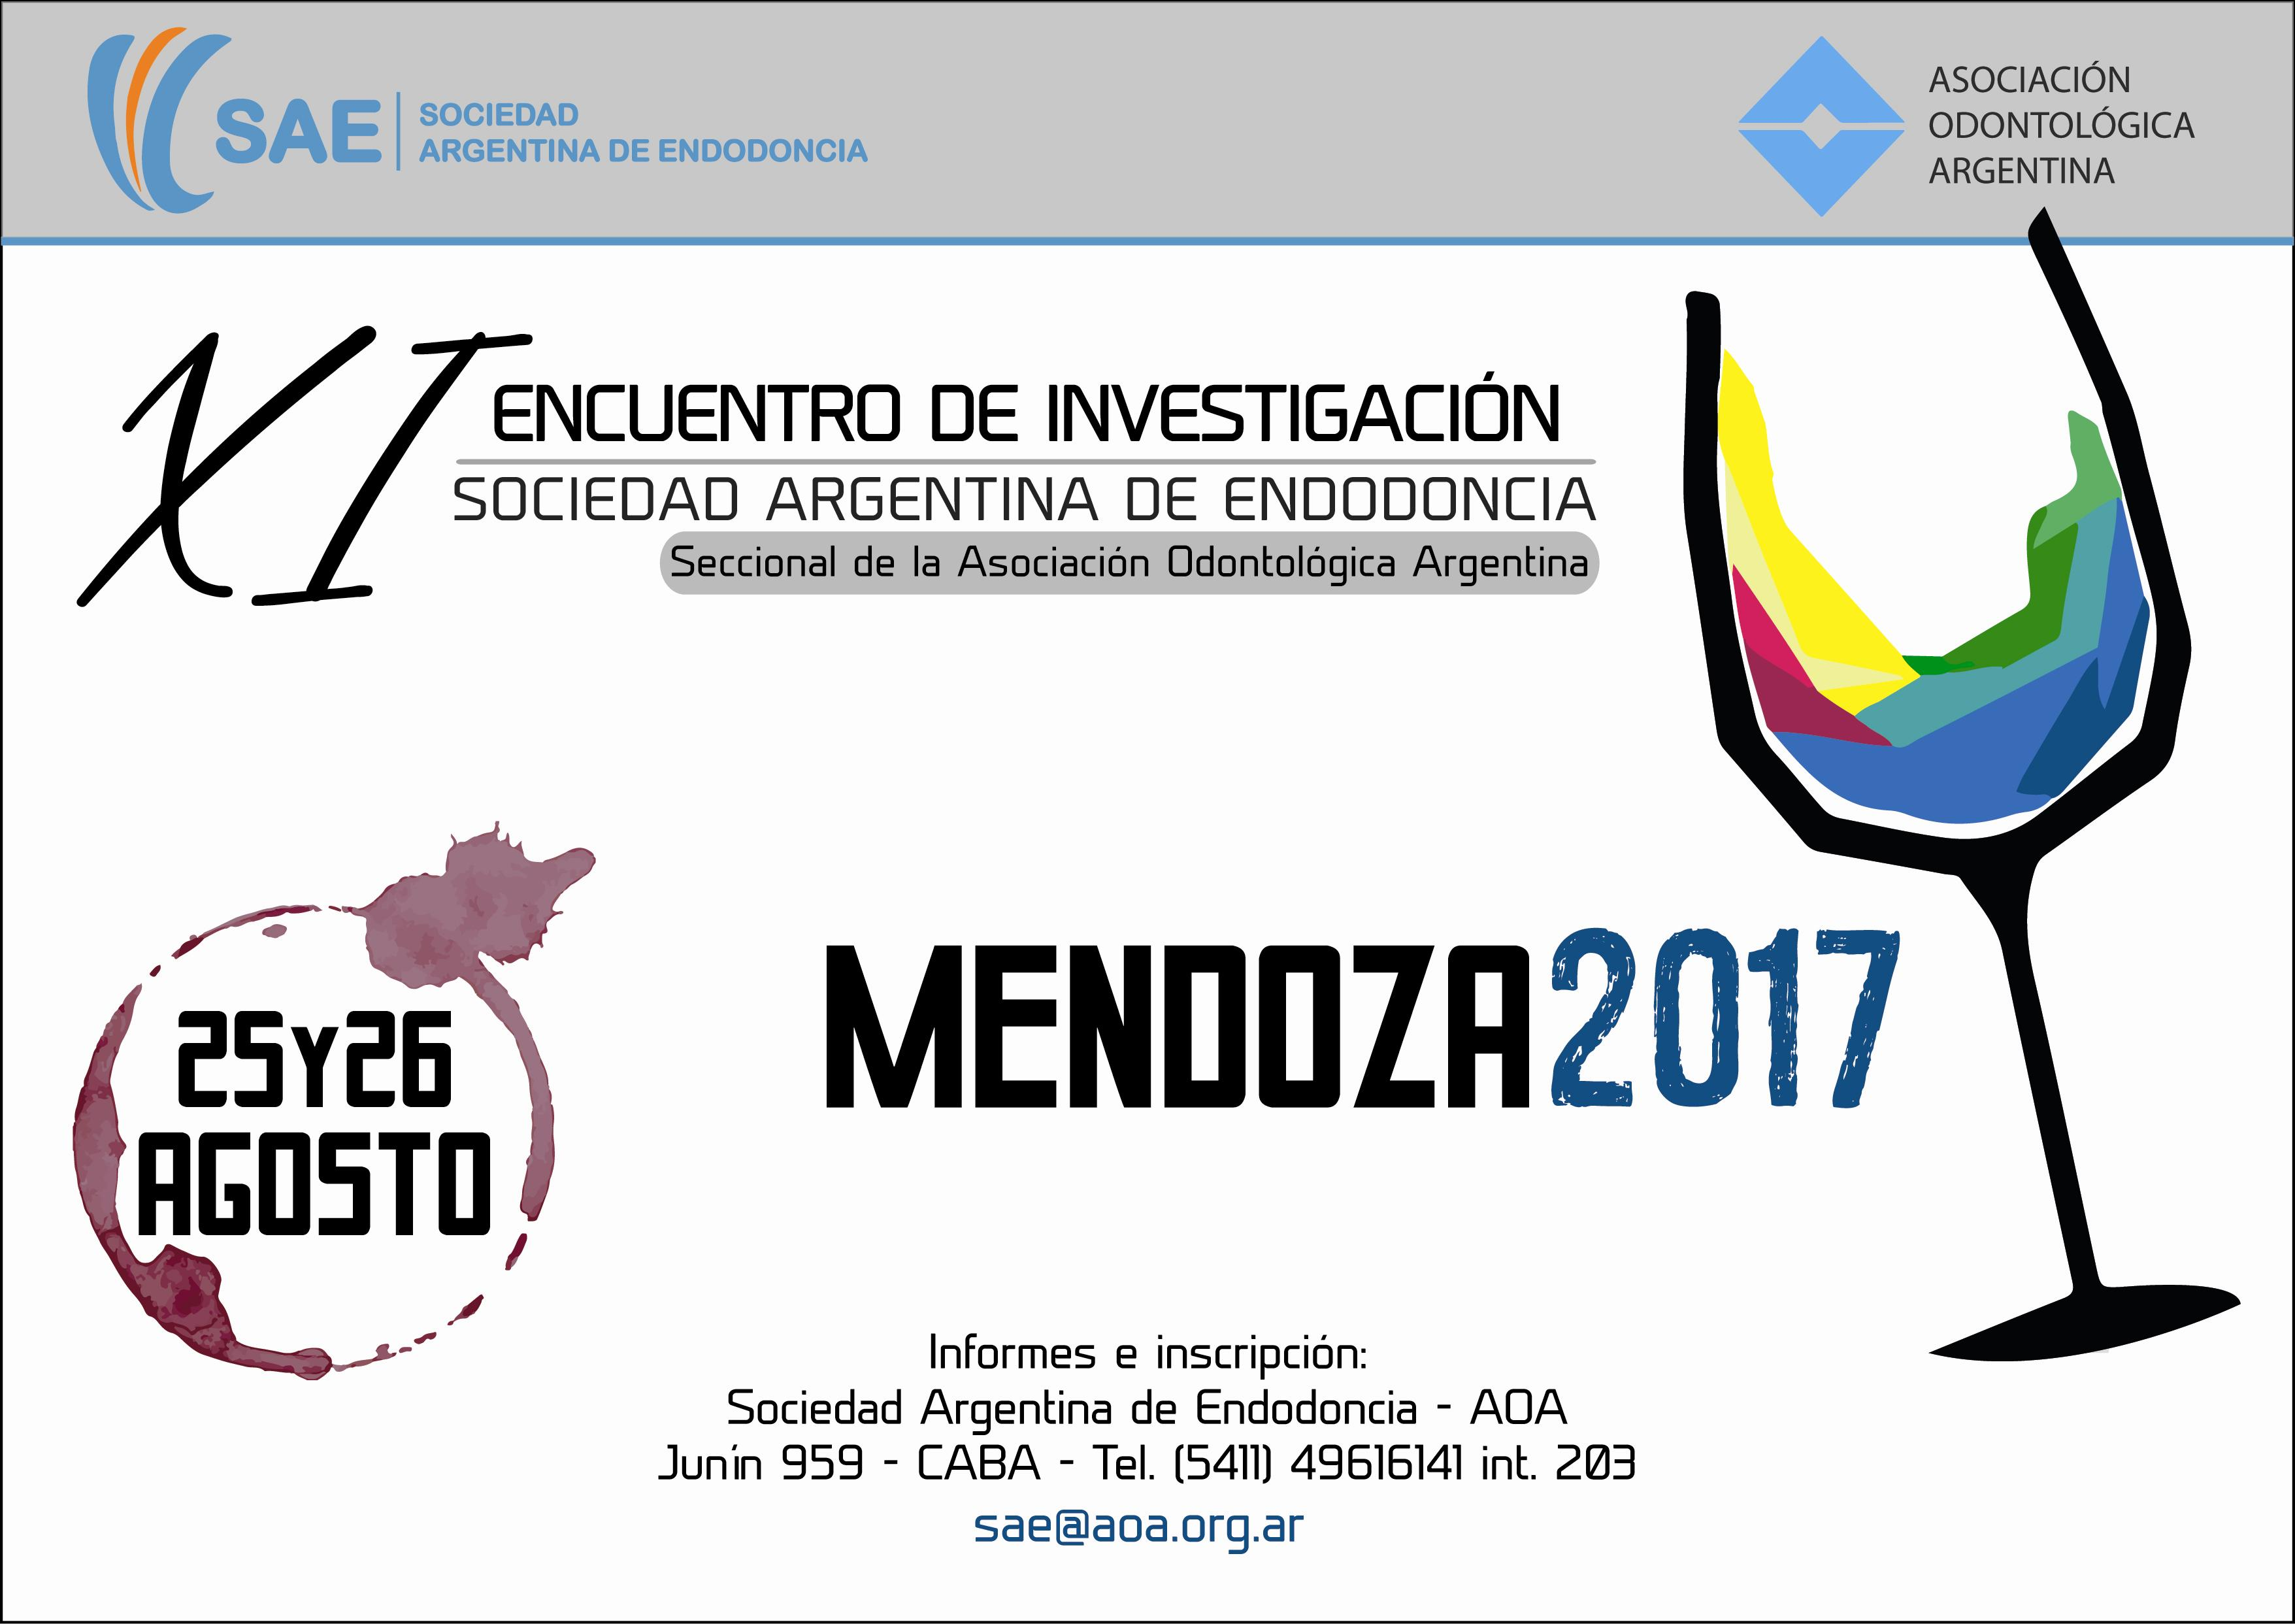 SAE
SOCIEDAD
ARGENTINA DE ENDODONCIA
ASOCIACIÓN
ODONTOLÓGICA
ARGENTINA
XI ENCUENTRO DE INVESTIGACIÓN
SOCIEDAD ARGENTINA DE ENDODONCIA
Seccional de la Asociación Odontológica Argentina
25Y26
AGOSTO
MENDOZA2017
Informes e inscripción:
Sociedad Argentina de Endodoncia - AOA
Junín 959 - CABA - Tel. (5411) 49616141 int. 203
sae@aoa.org.ar